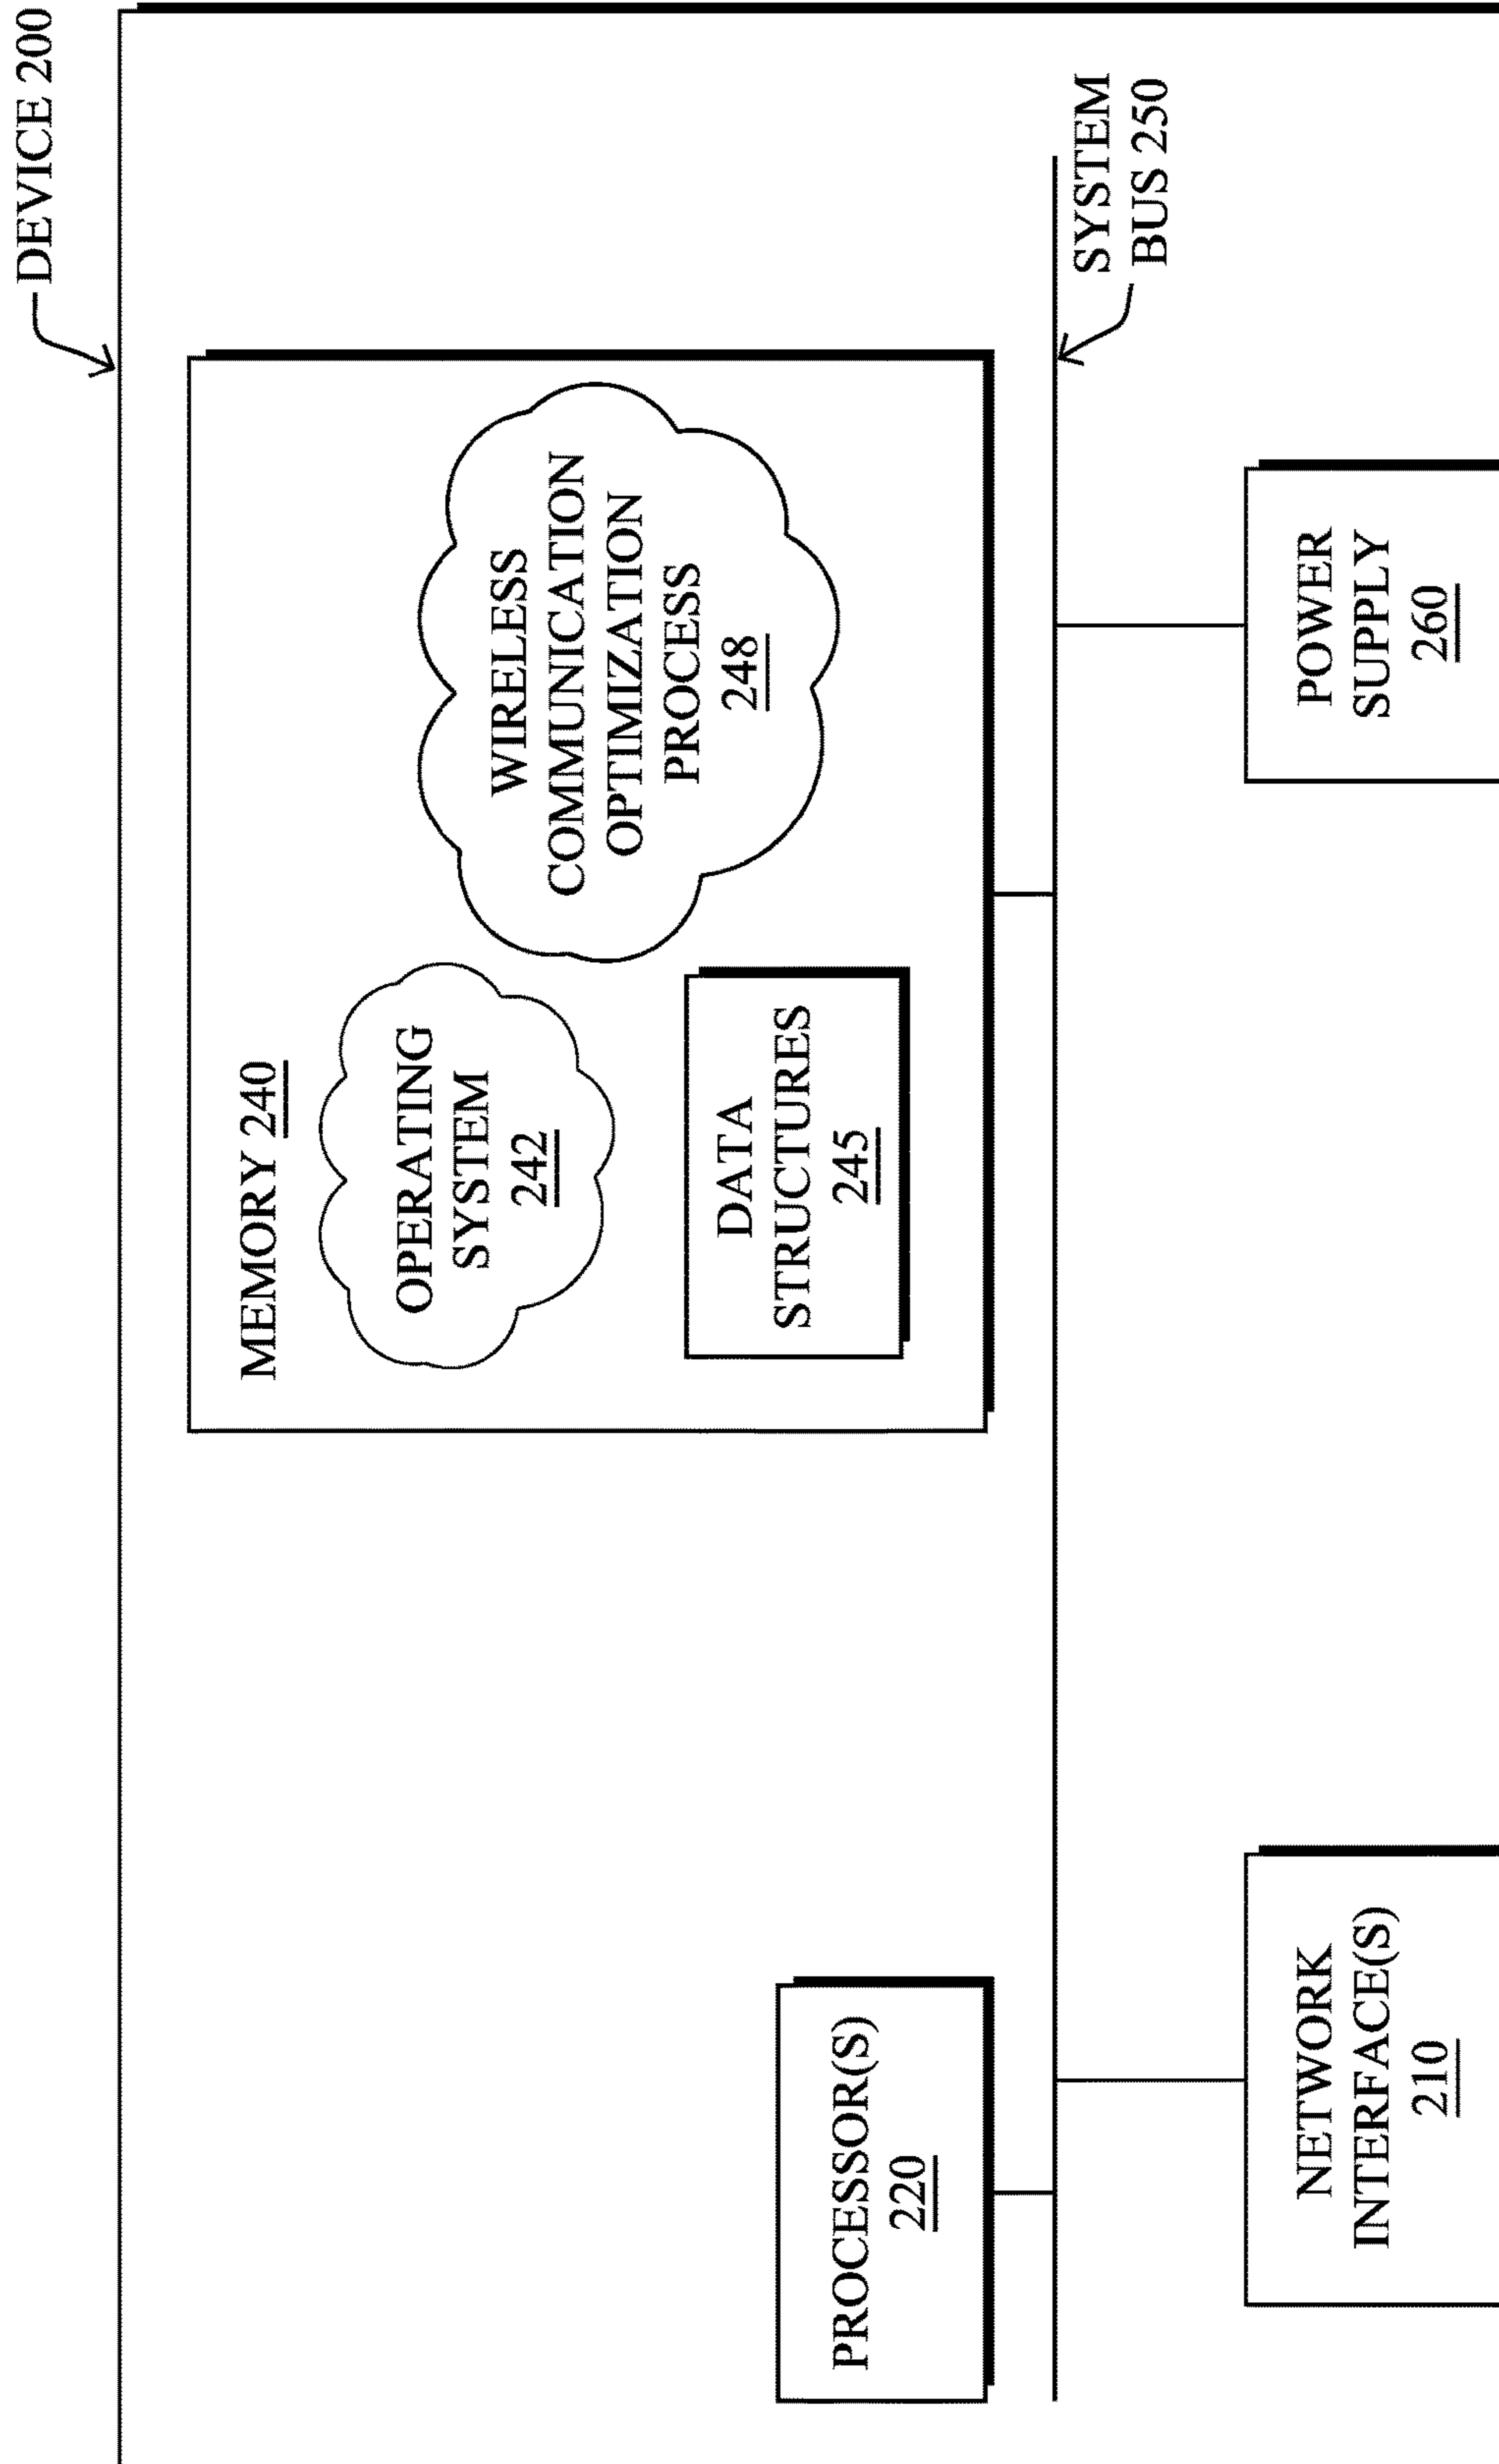 DEVICE 200
MEMORY 240
OPERATING
SYSTEM
242
WIRELESS
COMMUNICATION
OPTIMIZATION
PROCESS
248
DATA
STRUCTURES
245
PROCESSOR(S)
220
SYSTEM
BUS 250
NETWORK
INTERFACE(S)
210
POWER
SUPPLY
260